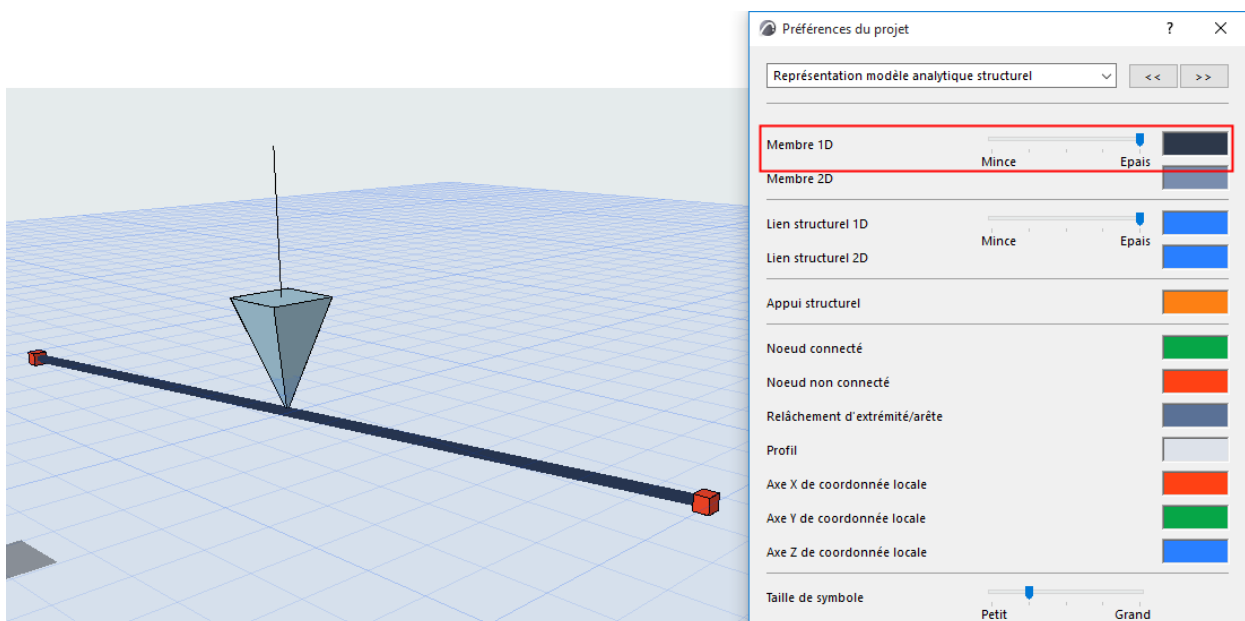 Préférences du projet ? ×
Représentation modèle analytique structurel << >>
Membre 1D
Mince Epais
Membre 2D
Lien structurel 1D
Mince Epais
Lien structurel 2D
Appui structurel
Noeud connecté
Noeud non connecté
Relâchement d'extrémité/arête
Profil
Axe X de coordonnée locale
Axe Y de coordonnée locale
Axe Z de coordonnée locale
Taille de symbole
Petit Grand